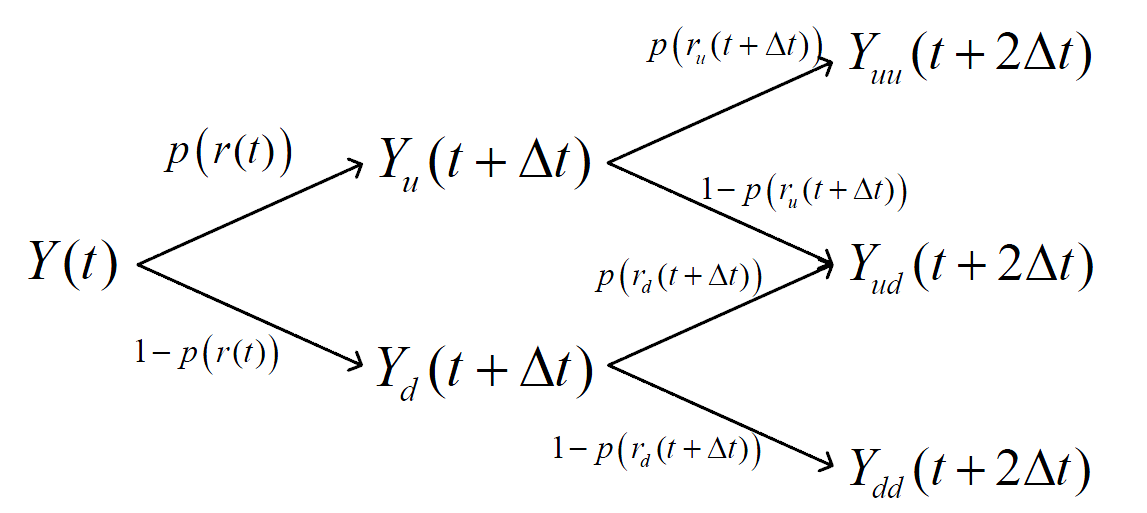 p(r_u(t + Δt)) Y_uu(t + 2Δt)
p(r(t)) Y_u(t + Δt)
1 − p(r_u(t + Δt))
Y(t) p(r_d(t + Δt)) Y_ud(t + 2Δt)
1 − p(r(t)) Y_d(t + Δt)
1 − p(r_d(t + Δt)) Y_dd(t + 2Δt)